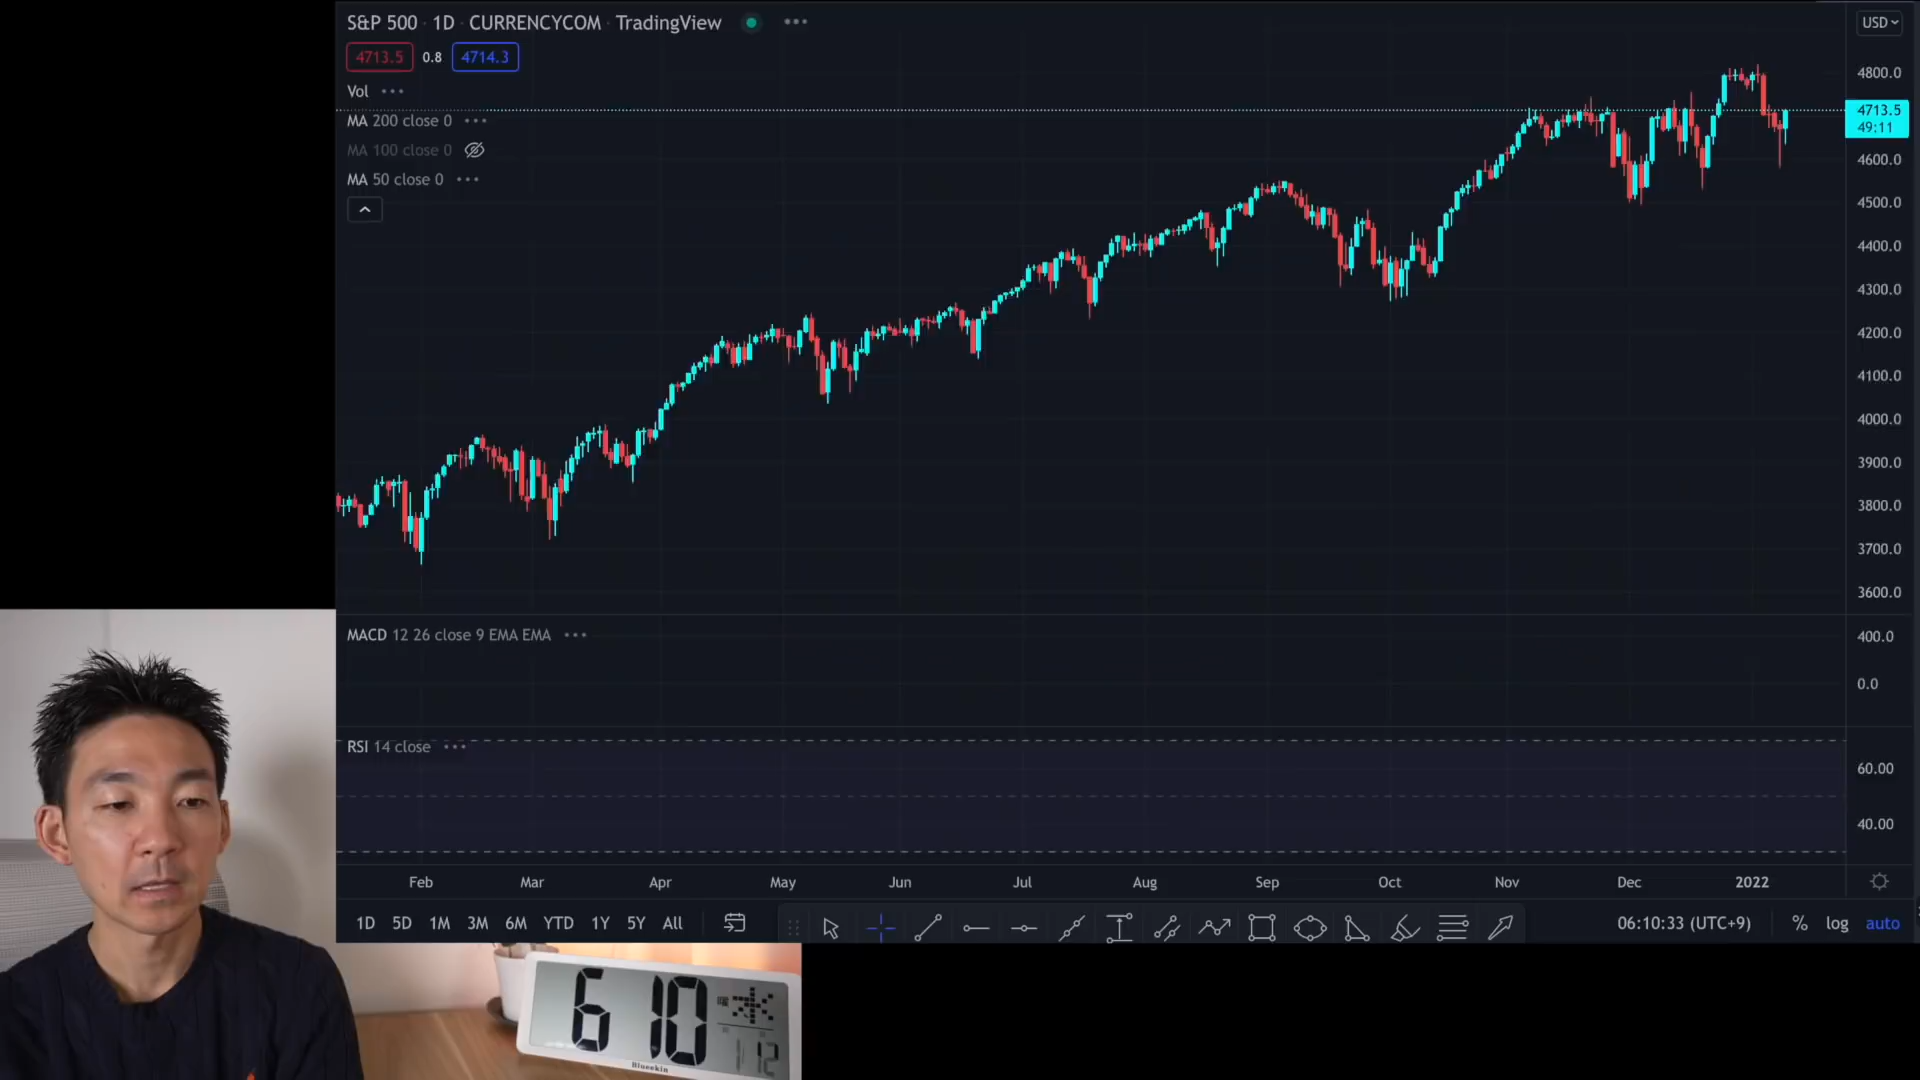 S&P 500 · 1D · CURRENCYCOM · TradingView
4713.5 0.8 4714.3
Vol
MA 200 close 0
MA 100 close 0
MA 50 close 0
USD
4800.0
4713.5
49:11
4600.0
4500.0
4400.0
4300.0
4200.0
4100.0
4000.0
3900.0
3800.0
3700.0
3600.0
MACD 12 26 close 9 EMA EMA
400.0
0.0
RSI 14 close
60.00
40.00
Feb Mar Apr May Jun Jul Aug Sep Oct Nov Dec 2022
1D 5D 1M 3M 6M YTD 1Y 5Y All
06:10:33 (UTC+9) % log auto
6 10 曜 水
12